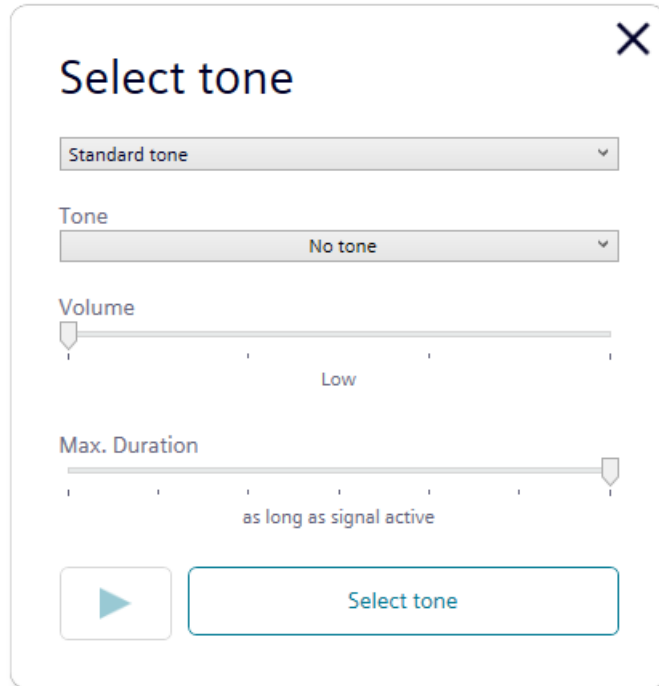 Select tone
Standard tone
Tone
No tone
Volume
Low
Max. Duration
as long as signal active
Select tone